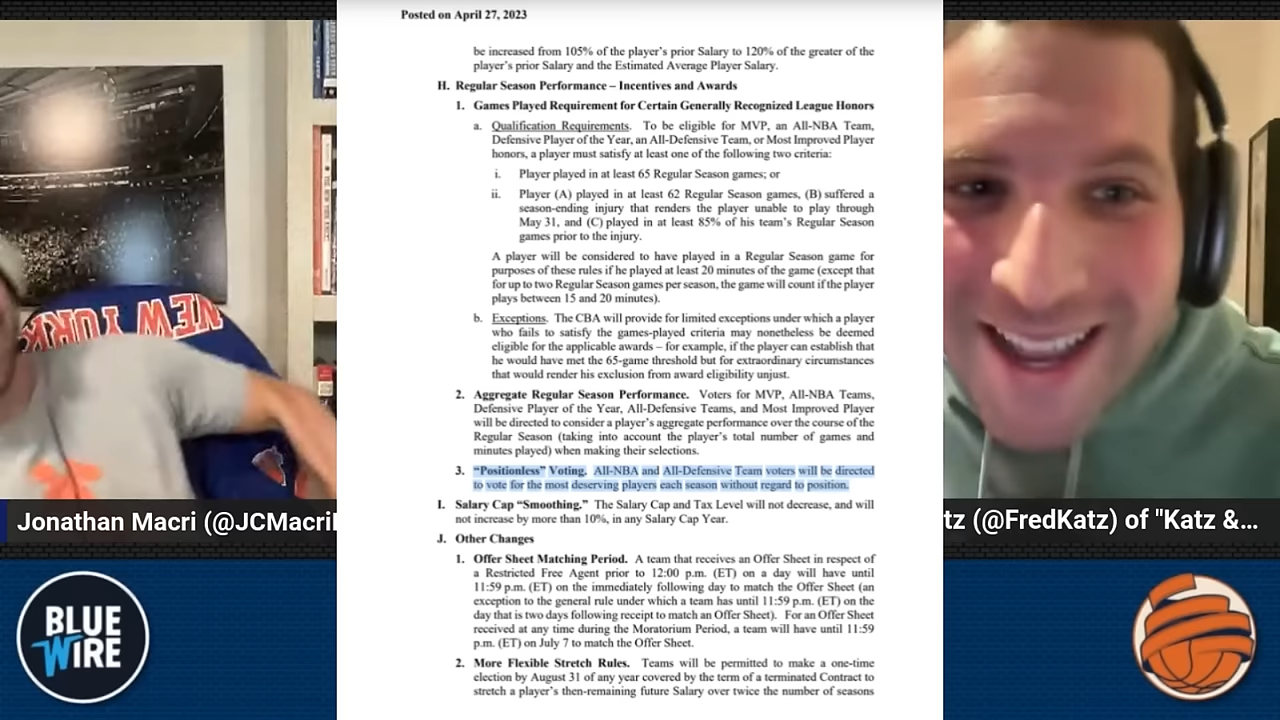 Posted on April 27, 2023
be increased from 105% of the player's prior Salary to 120% of the greater of the
player's prior Salary and the Estimated Average Player Salary.
H. Regular Season Performance – Incentives and Awards
1. Games Played Requirement for Certain Generally Recognized League Honors
a. Qualification Requirements. To be eligible for MVP, an All-NBA Team,
Defensive Player of the Year, an All-Defensive Team, or Most Improved Player
honors, a player must satisfy at least one of the following two criteria:
i. Player played in at least 65 Regular Season games; or
ii. Player (A) played in at least 62 Regular Season games, (B) suffered a
season-ending injury that renders the player unable to play through
May 31, and (C) played in at least 85% of his team's Regular Season
games prior to the injury.
A player will be considered to have played in a Regular Season game for
purposes of these rules if he played at least 20 minutes of the game (except that
for up to two Regular Season games per season, the game will count if the player
plays between 15 and 20 minutes).
b. Exceptions. The CBA will provide for limited exceptions under which a player
who fails to satisfy the games-played criteria may nonetheless be deemed
eligible for the applicable awards – for example, if the player can establish that
he would have met the 65-game threshold but for extraordinary circumstances
that would render his exclusion from award eligibility unjust.
2. Aggregate Regular Season Performance. Voters for MVP, All-NBA Teams,
Defensive Player of the Year, All-Defensive Teams, and Most Improved Player
will be directed to consider a player's aggregate performance over the course of the
Regular Season (taking into account the player's total number of games and
minutes played) when making their selections.
3. "Positionless" Voting. All-NBA and All-Defensive Team voters will be directed
to vote for the most deserving players each season without regard to position.
I. Salary Cap "Smoothing." The Salary Cap and Tax Level will not decrease, and will
not increase by more than 10%, in any Salary Cap Year.
J. Other Changes
1. Offer Sheet Matching Period. A team that receives an Offer Sheet in respect of
a Restricted Free Agent prior to 12:00 p.m. (ET) on a day will have until
11:59 p.m. (ET) on the immediately following day to match the Offer Sheet (an
exception to the general rule under which a team has until 11:59 p.m. (ET) on the
day that is two days following receipt to match an Offer Sheet). For an Offer Sheet
received at any time during the Moratorium Period, a team will have until 11:59
p.m. (ET) on July 7 to match the Offer Sheet.
2. More Flexible Stretch Rules. Teams will be permitted to make a one-time
election by August 31 of any year covered by the term of a terminated Contract to
stretch a player's then-remaining future Salary over twice the number of seasons
NEW YORK
Jonathan Macri (@JCMacri
tz (@FredKatz) of "Katz &...
BLUE
WIRE